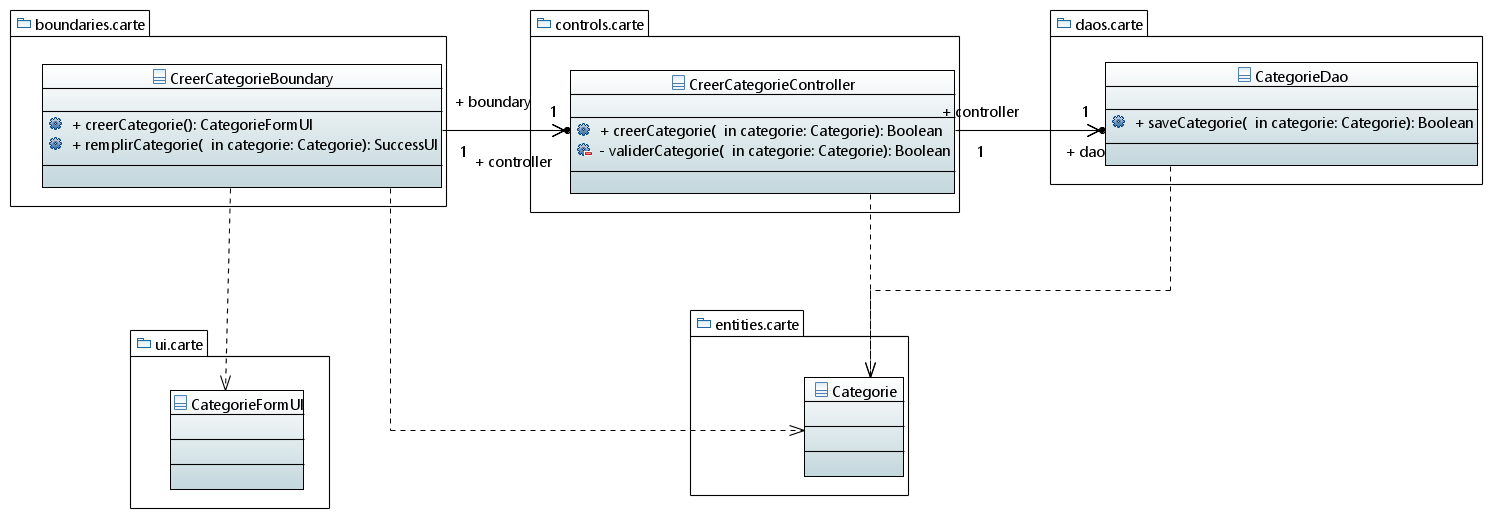 boundaries.carte
CreerCategorieBoundary
+ creerCategorie(): CategorieFormUI
+ remplirCategorie( in categorie: Categorie): SuccessUI
+ boundary
1
1
+ controller
controls.carte
CreerCategorieController
+ creerCategorie( in categorie: Categorie): Boolean
- validerCategorie( in categorie: Categorie): Boolean
+ controller
1
1
+ dao
daos.carte
CategorieDao
+ saveCategorie( in categorie: Categorie): Boolean
ui.carte
CategorieFormUI
entities.carte
Categorie